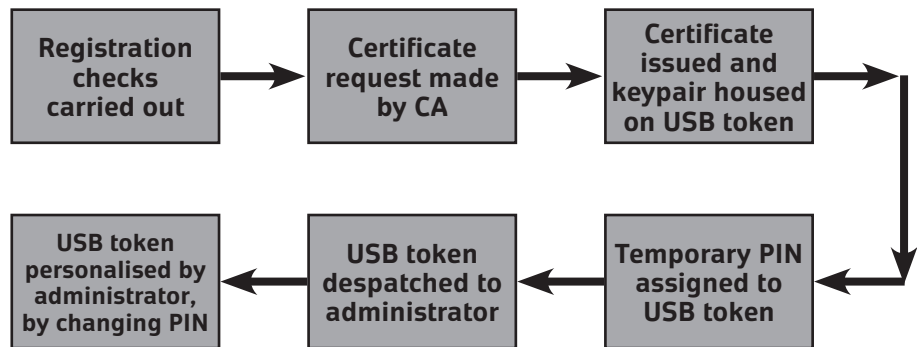 Registration
checks
carried out
Certificate
request made
by CA
Certificate
issued and
keypair housed
on USB token
Temporary PIN
assigned to
USB token
USB token
despatched to
administrator
USB token
personalised by
administrator,
by changing PIN